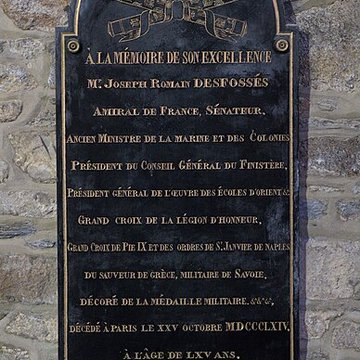 À LA MÉMOIRE DE SON EXCELLENCE
Mr. JOSEPH ROMAIN DESFOSSÉS
AMIRAL DE FRANCE, SÉNATEUR,
ANCIEN MINISTRE DE LA MARINE ET DES COLONIES
PRÉSIDENT DU CONSEIL GÉNÉRAL DU FINISTÈRE,
PRÉSIDENT GÉNÉRAL DE L'ŒUVRE DES ÉCOLES D'ORIENT &c
GRAND CROIX DE LA LÉGION D'HONNEUR,
GRAND CROIX DE PIE IX ET DES ORDRES DE St. JANVIER DE NAPLES
DU SAUVEUR DE GRÈCE, MILITAIRE DE SAVOIE,
DÉCORÉ DE LA MÉDAILLE MILITAIRE. &c &c &c,
DÉCÉDÉ À PARIS LE XXV OCTOBRE MDCCCLXIV,
À L'ÂGE DE LXV ANS.